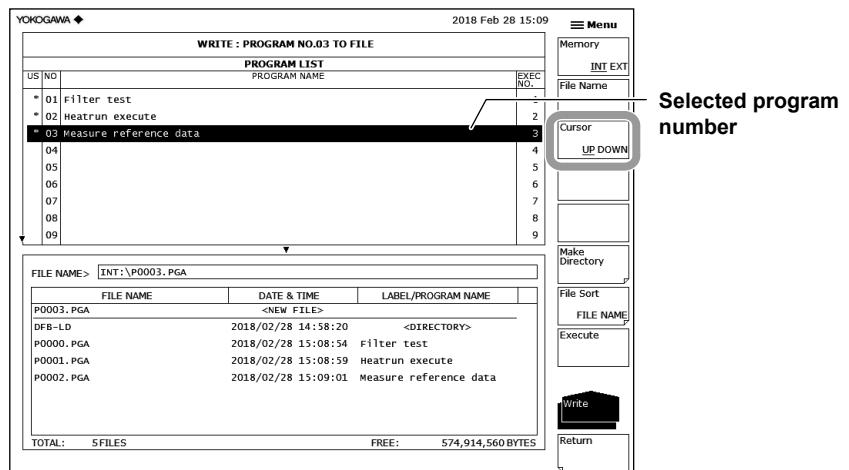 YOKOGAWA ◆ 2018 Feb 28 15:09
Menu
WRITE : PROGRAM NO.03 TO FILE
PROGRAM LIST
US NO PROGRAM NAME EXEC NO.
* 01 Filter test 1
* 02 Heatrun execute 2
* 03 Measure reference data 3
04 4
05 5
06 6
07 7
08 8
09 9
FILE NAME> INT:\P0003.PGA
FILE NAME DATE & TIME LABEL/PROGRAM NAME
P0003.PGA <NEW FILE>
DFB-LD 2018/02/28 14:58:20 <DIRECTORY>
P0000.PGA 2018/02/28 15:08:54 Filter test
P0001.PGA 2018/02/28 15:08:59 Heatrun execute
P0002.PGA 2018/02/28 15:09:01 Measure reference data
TOTAL: 5FILES FREE: 574,914,560 BYTES
Memory
INT EXT
File Name
Cursor
UP DOWN
Make
Directory
File Sort
FILE NAME
Execute
Write
Return
Selected program
number